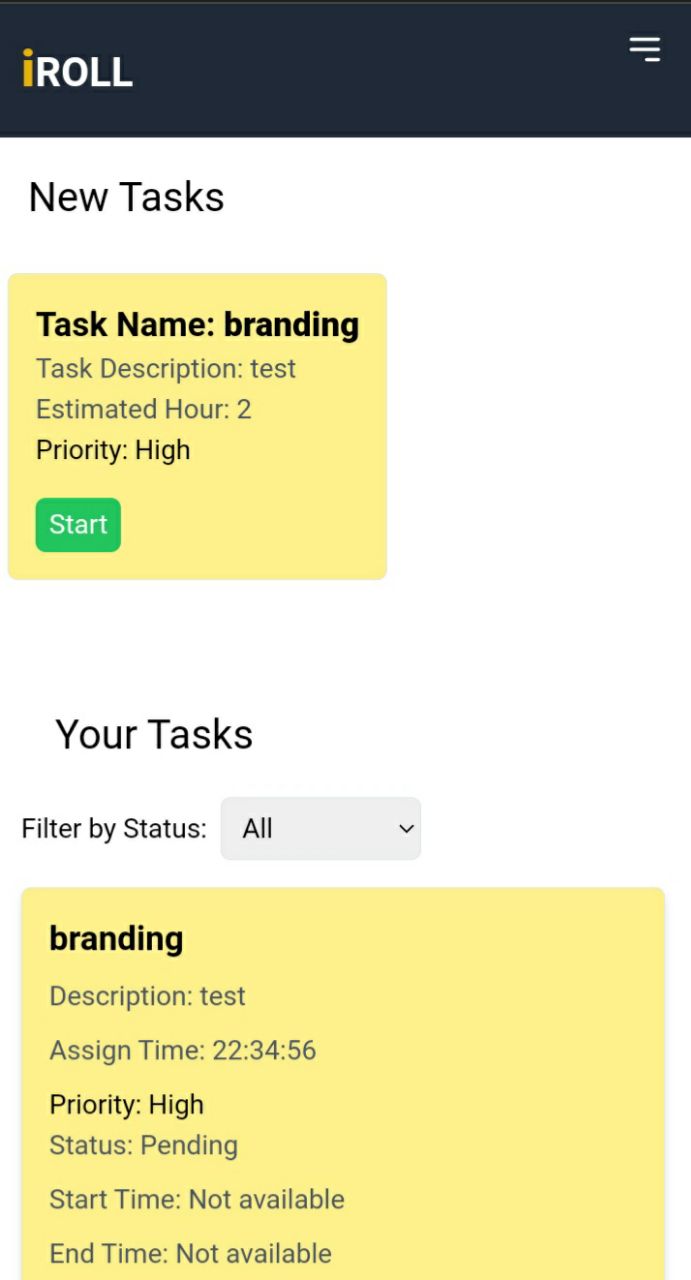 iROLL
New Tasks
Task Name: branding
Task Description: test
Estimated Hour: 2
Priority: High
Start
Your Tasks
Filter by Status: All
branding
Description: test
Assign Time: 22:34:56
Priority: High
Status: Pending
Start Time: Not available
End Time: Not available